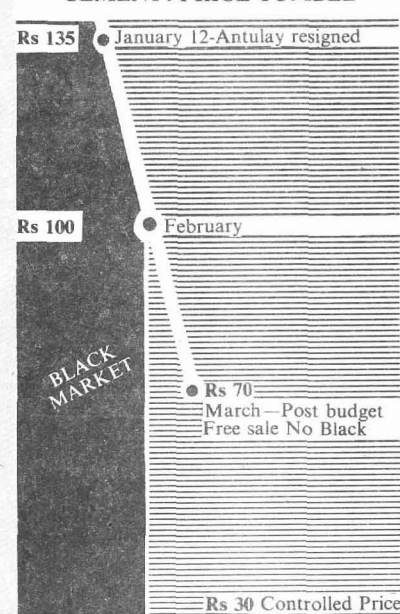 Rs 135
January 12-Antulay resigned
Rs 100
February
BLACK
MARKET
Rs 70
March—Post budget
Free sale No Black
Rs 30 Controlled Price